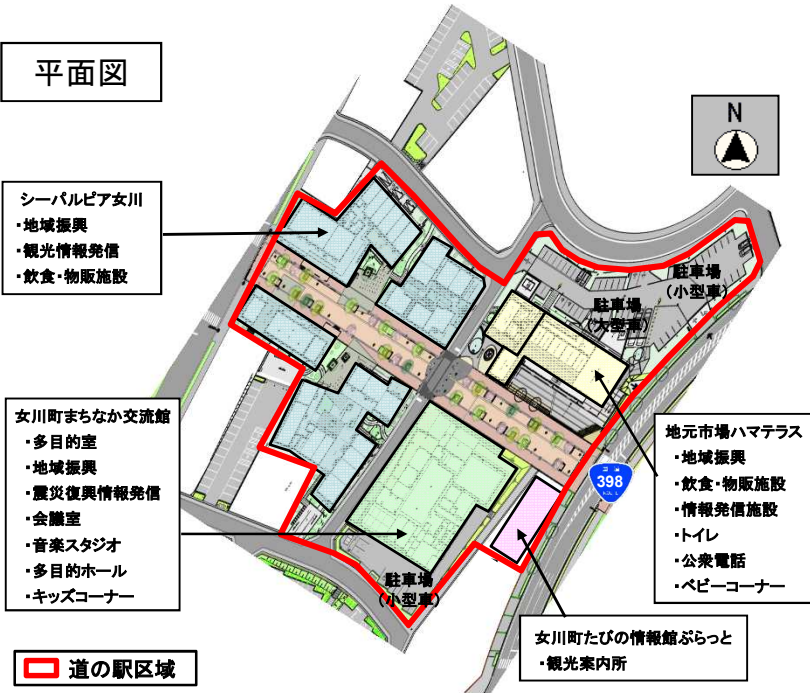 平面図
N
シーパルピア女川
・地域振興
・観光情報発信
・飲食・物販施設
駐車場
(小型車)
駐車場
(大型車)
女川町まちなか交流館
・多目的室
・地域振興
・震災復興情報発信
・会議室
・音楽スタジオ
・多目的ホール
・キッズコーナー
地元市場ハマテラス
・地域振興
・飲食・物販施設
・情報発信施設
・トイレ
・公衆電話
・ベビーコーナー
398
駐車場
(小型車)
女川町たびの情報館ぷらっと
・観光案内所
道の駅区域